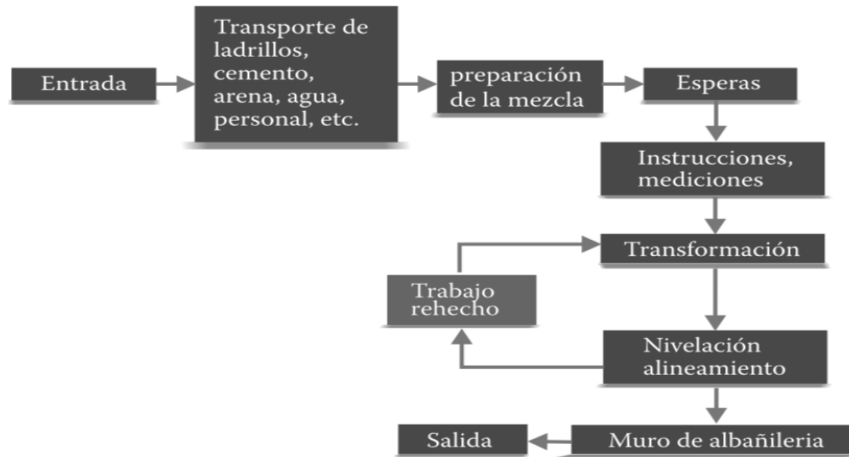 Entrada
Transporte de
ladrillos,
cemento,
arena, agua,
personal, etc.
preparación
de la mezcla
Esperas
Instrucciones,
mediciones
Transformación
Trabajo
rehecho
Nivelación
alineamiento
Muro de albañileria
Salida